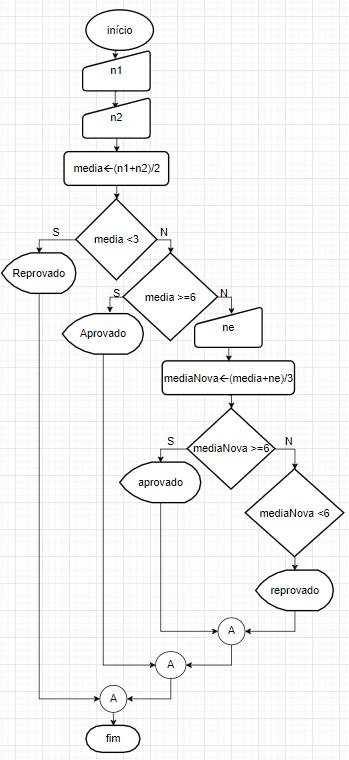 início
n1
n2
media←(n1+n2)/2
media <3
S
N
Reprovado
media >=6
S
N
Aprovado
ne
mediaNova←(media+ne)/3
mediaNova >=6
S
N
aprovado
mediaNova <6
reprovado
A
A
A
fim